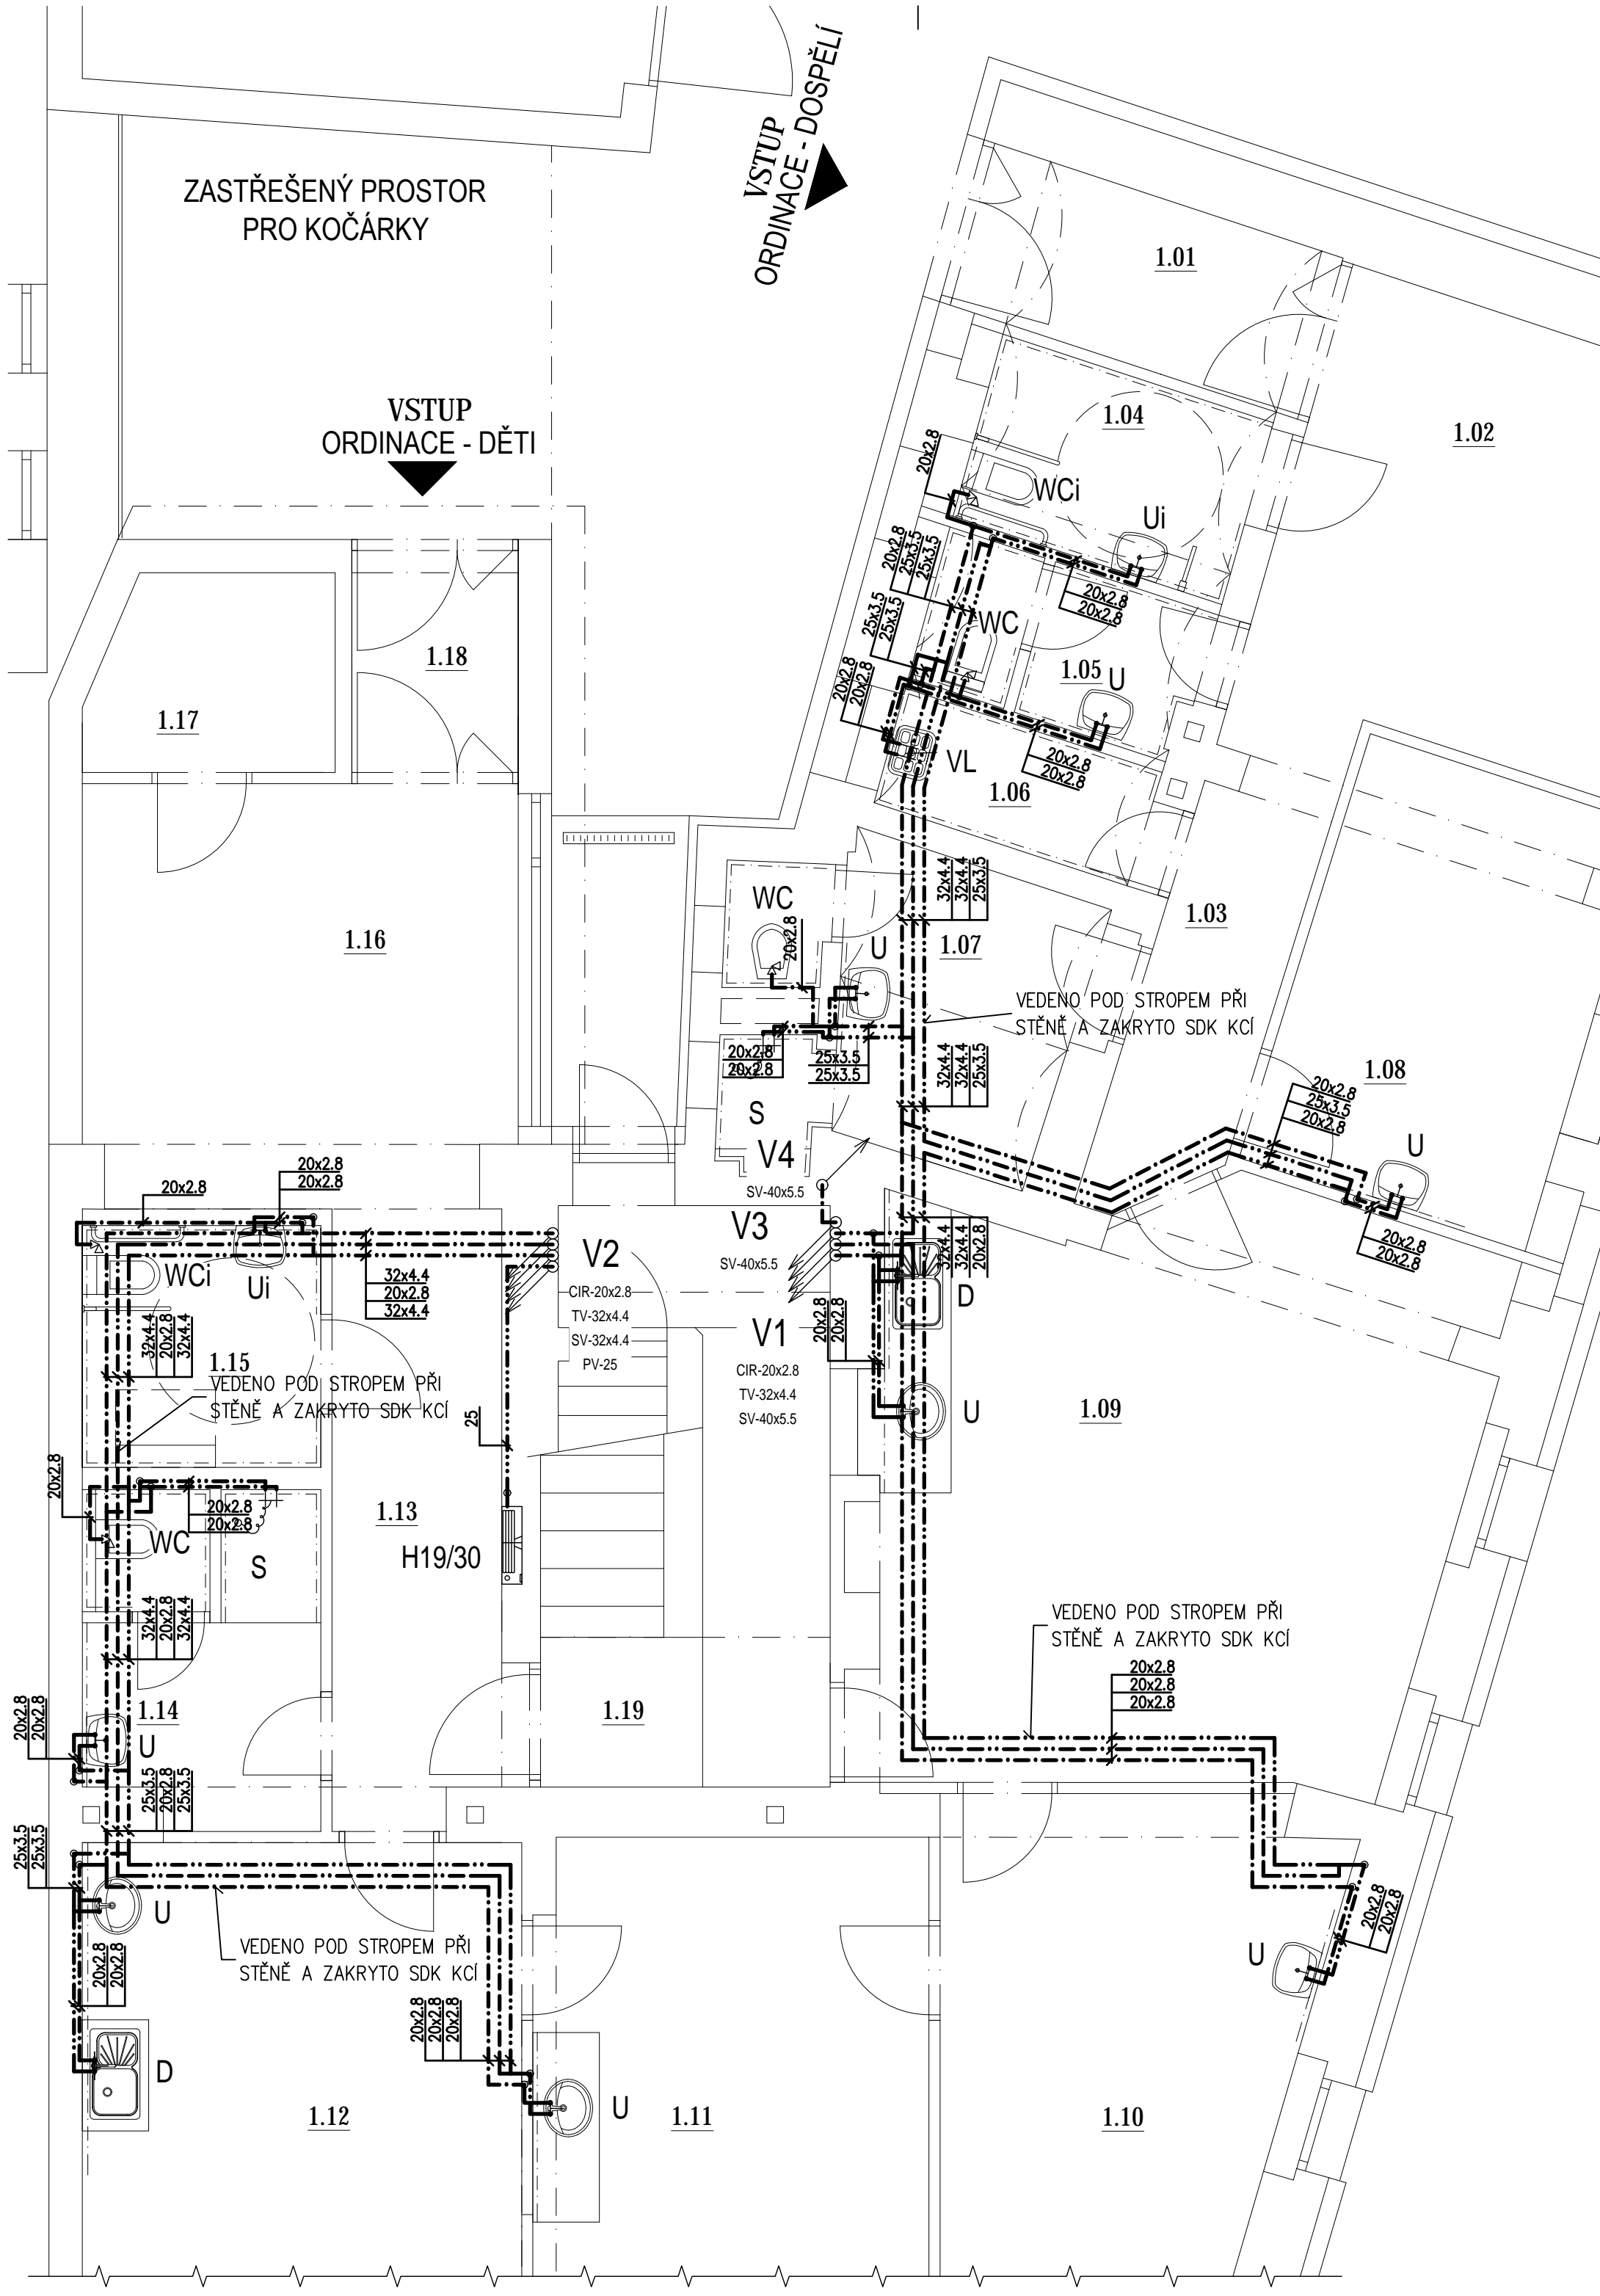 VSTUP
ORDINACE - DOSPĚLÍ
ZASTŘEŠENÝ PROSTOR
PRO KOČÁRKY
1.01
VSTUP
ORDINACE - DĚTI
1.04
1.02
20x2.8
WCi
Ui
20x2.8
25x3.5
25x3.5
20x2.8
20x2.8
25x3.5
25x3.5
WC
1.18
1.05
U
20x2.8
20x2.8
1.17
VL
20x2.8
20x2.8
1.06
32x4.4
32x4.4
25x3.5
WC
20x2.8
U
1.03
1.16
1.07
VEDENO POD STROPEM PŘI
STĚNĚ A ZAKRYTO SDK KCÍ
20x2.8
20x2.8
25x3.5
25x3.5
32x4.4
32x4.4
25x3.5
1.08
20x2.8
25x3.5
20x2.8
S
U
V4
SV-40x5.5
20x2.8
20x2.8
20x2.8
V3
SV-40x5.5
32x4.4
32x4.4
20x2.8
20x2.8
20x2.8
V2
CIR-20x2.8
TV-32x4.4
SV-32x4.4
PV-25
WCi
Ui
32x4.4
20x2.8
32x4.4
D
20x2.8
20x2.8
V1
CIR-20x2.8
TV-32x4.4
SV-40x5.5
32x4.4
20x2.8
32x4.4
1.15
VEDENO POD STROPEM PŘI
STĚNĚ A ZAKRYTO SDK KCÍ
25
U
1.09
20x2.8
20x2.8
20x2.8
1.13
WC
S
H19/30
32x4.4
20x2.8
32x4.4
VEDENO POD STROPEM PŘI
STĚNĚ A ZAKRYTO SDK KCÍ
20x2.8
20x2.8
20x2.8
20x2.8
20x2.8
1.14
U
1.19
25x3.5
20x2.8
25x3.5
25x3.5
25x3.5
U
20x2.8
20x2.8
VEDENO POD STROPEM PŘI
STĚNĚ A ZAKRYTO SDK KCÍ
20x2.8
20x2.8
U
20x2.8
20x2.8
20x2.8
D
U
1.12
1.11
1.10